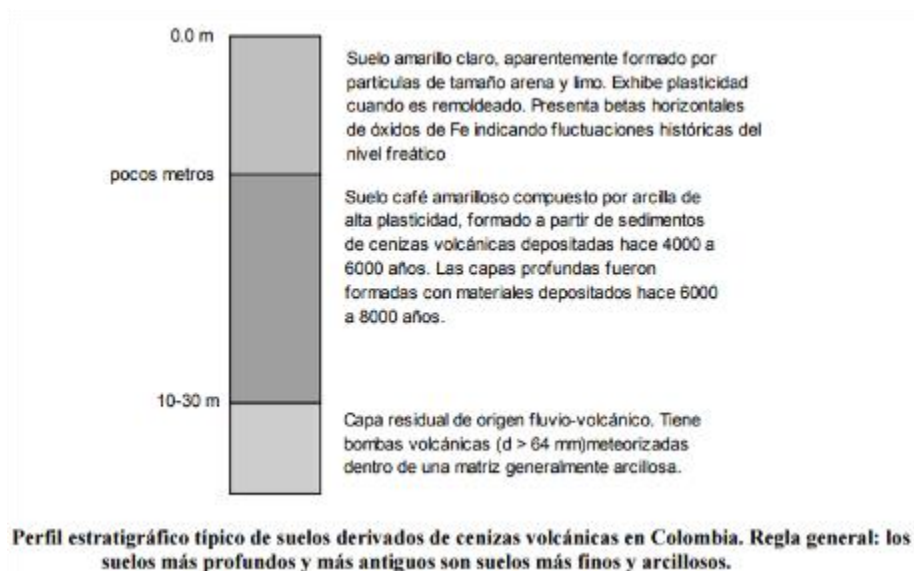 0.0 m
Suelo amarillo claro, aparentemente formado por
partículas de tamaño arena y limo. Exhibe plasticidad
cuando es remoldeado. Presenta betas horizontales
de óxidos de Fe indicando fluctuaciones históricas del
nivel freático
pocos metros
Suelo café amarilloso compuesto por arcilla de
alta plasticidad, formado a partir de sedimentos
de cenizas volcánicas depositadas hace 4000 a
6000 años. Las capas profundas fueron
formadas con materiales depositados hace 6000
a 8000 años.
10-30 m
Capa residual de origen fluvio-volcánico. Tiene
bombas volcánicas (d > 64 mm)meteorizadas
dentro de una matriz generalmente arcillosa.
Perfil estratigráfico típico de suelos derivados de cenizas volcánicas en Colombia. Regla general: los
suelos más profundos y más antiguos son suelos más finos y arcillosos.